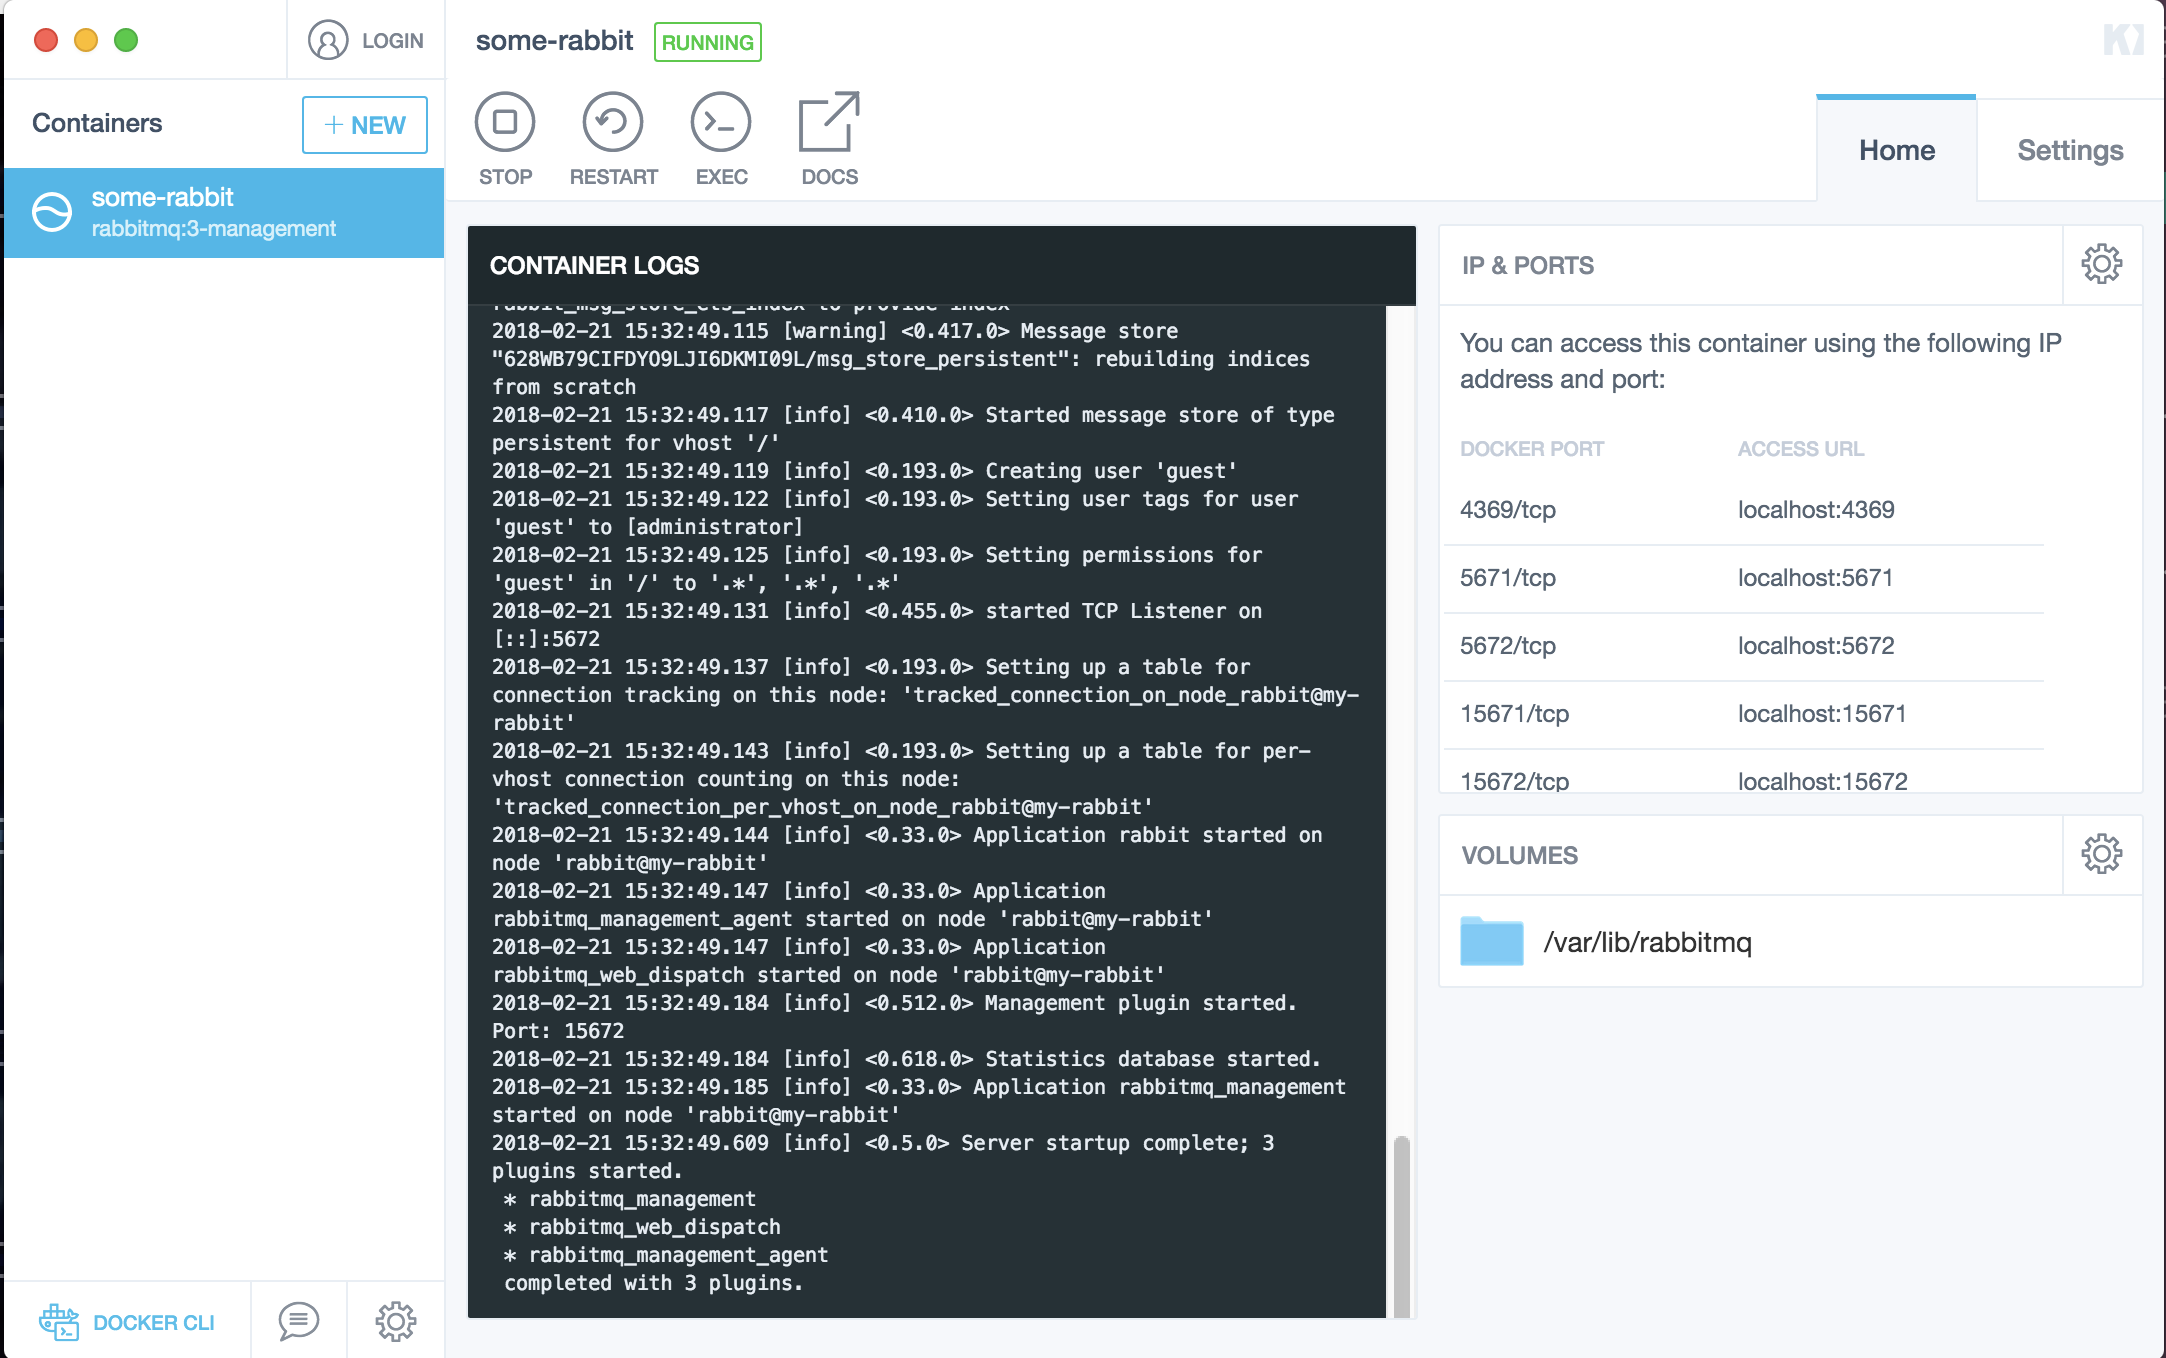 LOGIN
Containers
+ NEW
some-rabbit
rabbitmq:3-management
DOCKER CLI
some-rabbit RUNNING
STOP RESTART EXEC DOCS
Home Settings
CONTAINER LOGS
rabbit_msg_store_ets_index to provide index
2018-02-21 15:32:49.115 [warning] <0.417.0> Message store
"628WB79CIFDYO9LJI6DKMI09L/msg_store_persistent": rebuilding indices
from scratch
2018-02-21 15:32:49.117 [info] <0.410.0> Started message store of type
persistent for vhost '/'
2018-02-21 15:32:49.119 [info] <0.193.0> Creating user 'guest'
2018-02-21 15:32:49.122 [info] <0.193.0> Setting user tags for user
'guest' to [administrator]
2018-02-21 15:32:49.125 [info] <0.193.0> Setting permissions for
'guest' in '/' to '.*', '.*', '.*'
2018-02-21 15:32:49.131 [info] <0.455.0> started TCP Listener on
[::]:5672
2018-02-21 15:32:49.137 [info] <0.193.0> Setting up a table for
connection tracking on this node: 'tracked_connection_on_node_rabbit@my-
rabbit'
2018-02-21 15:32:49.143 [info] <0.193.0> Setting up a table for per-
vhost connection counting on this node:
'tracked_connection_per_vhost_on_node_rabbit@my-rabbit'
2018-02-21 15:32:49.144 [info] <0.33.0> Application rabbit started on
node 'rabbit@my-rabbit'
2018-02-21 15:32:49.147 [info] <0.33.0> Application
rabbitmq_management_agent started on node 'rabbit@my-rabbit'
2018-02-21 15:32:49.147 [info] <0.33.0> Application
rabbitmq_web_dispatch started on node 'rabbit@my-rabbit'
2018-02-21 15:32:49.184 [info] <0.512.0> Management plugin started.
Port: 15672
2018-02-21 15:32:49.184 [info] <0.618.0> Statistics database started.
2018-02-21 15:32:49.185 [info] <0.33.0> Application rabbitmq_management
started on node 'rabbit@my-rabbit'
2018-02-21 15:32:49.609 [info] <0.5.0> Server startup complete; 3
plugins started.
* rabbitmq_management
* rabbitmq_web_dispatch
* rabbitmq_management_agent
completed with 3 plugins.
IP & PORTS
You can access this container using the following IP
address and port:
DOCKER PORT ACCESS URL
4369/tcp localhost:4369
5671/tcp localhost:5671
5672/tcp localhost:5672
15671/tcp localhost:15671
15672/tcp localhost:15672
VOLUMES
/var/lib/rabbitmq